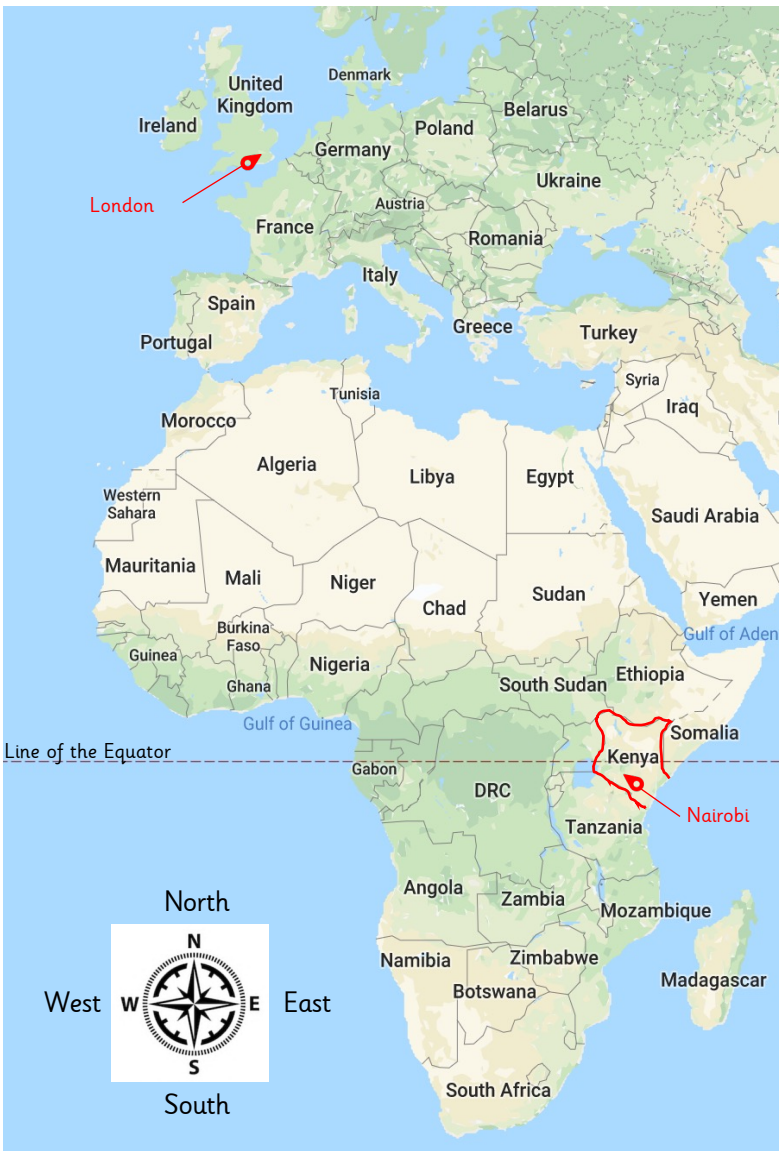 Denmark
United
Kingdom
Belarus
Ireland
Poland
Germany
Ukraine
London
Austria
France
Romania
Italy
Spain
Greece
Turkey
Portugal
Syria
Tunisia
Iraq
Morocco
Algeria
Libya
Egypt
Western
Sahara
Saudi Arabia
Mauritania
Mali
Niger
Chad
Sudan
Yemen
Burkina
Faso
Gulf of Aden
Guinea
Nigeria
Ethiopia
Ghana
South Sudan
Gulf of Guinea
Somalia
Line of the Equator
Kenya
Gabon
DRC
Nairobi
Tanzania
Angola
Zambia
North
Mozambique
N
Namibia
Zimbabwe
Madagascar
Botswana
West
W
E
East
S
South Africa
South